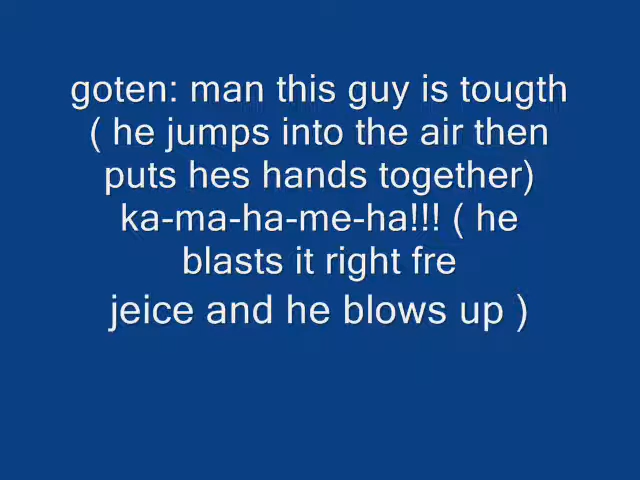 goten: man this guy is tougth
( he jumps into the air then
puts hes hands together)
ka-ma-ha-me-ha!!! ( he
blasts it right fre
jeice and he blows up )